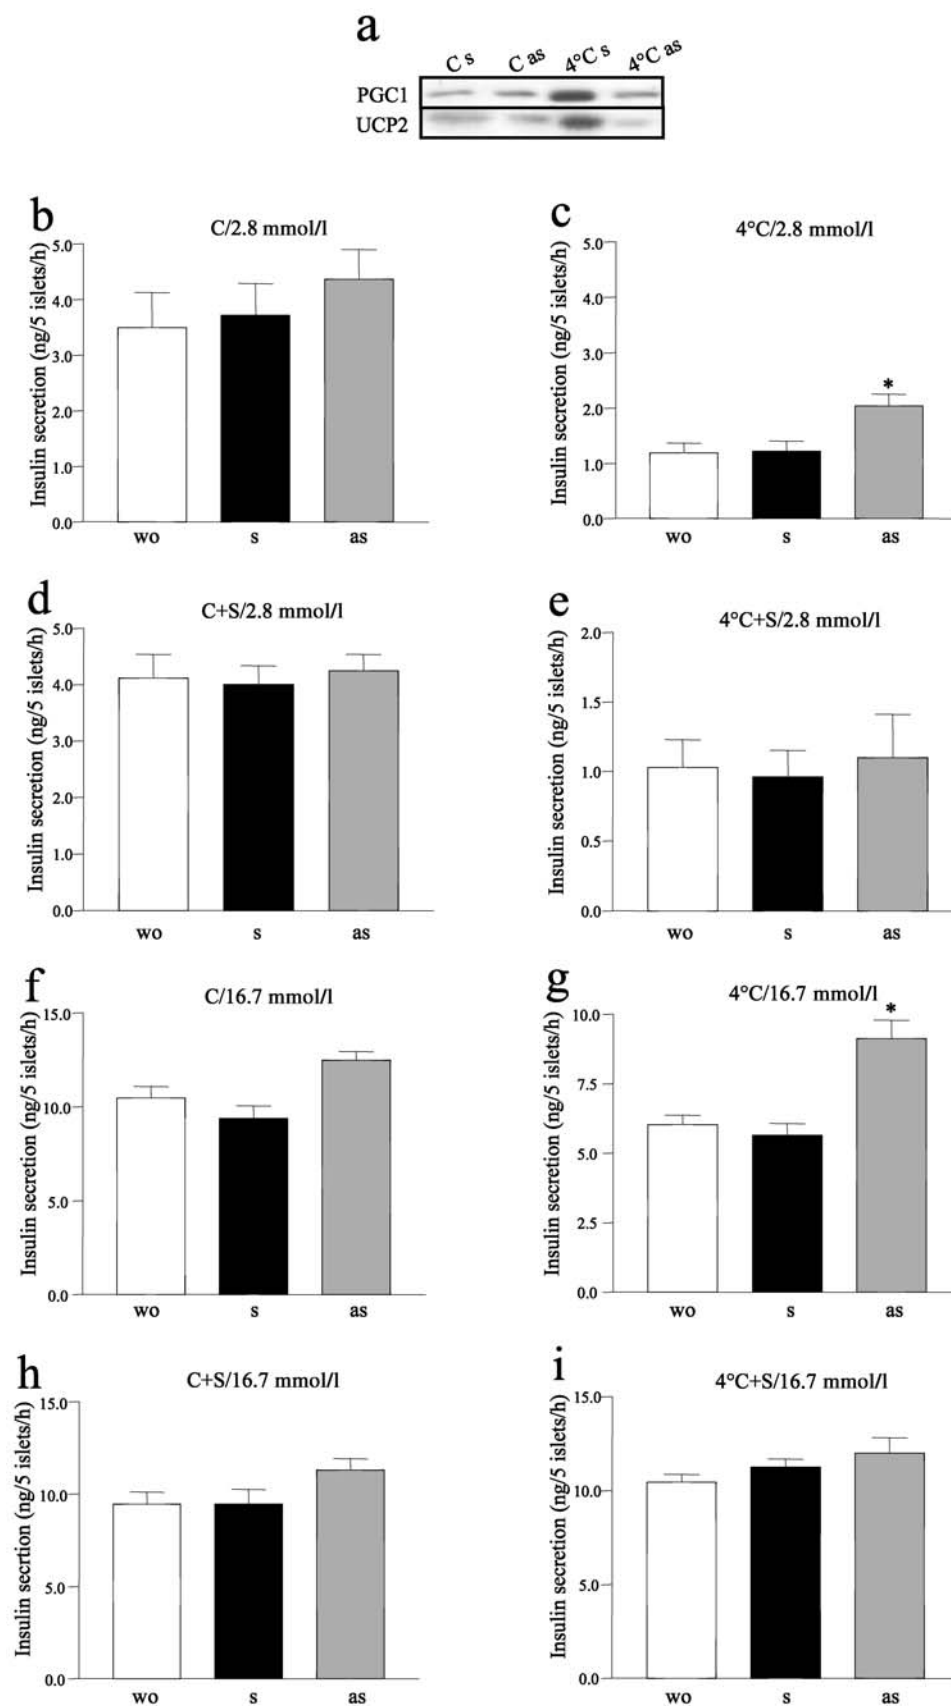 a
C s C as 4°C s 4°C as
PGC1
UCP2
b
C/2.8 mmol/l
Insulin secretion (ng/5 islets/h)
5.0
4.0
3.0
2.0
1.0
0.0
wo s as
c
4°C/2.8 mmol/l
Insulin secretion (ng/5 islets/h)
5.0
4.0
3.0
2.0
1.0
0.0
*
wo s as
d
C+S/2.8 mmol/l
Insulin secretion (ng/5 islets/h)
5.0
4.0
3.0
2.0
1.0
0.0
wo s as
e
4°C+S/2.8 mmol/l
Insulin secretion (ng/5 islets/h)
2.0
1.5
1.0
0.5
0.0
wo s as
f
C/16.7 mmol/l
Insulin secretion (ng/5 islets/h)
15.0
10.0
5.0
0.0
wo s as
g
4°C/16.7 mmol/l
Insulin secretion (ng/5 islets/h)
10.0
7.5
5.0
2.5
0.0
*
wo s as
h
C+S/16.7 mmol/l
Insulin secrtion (ng/5 islets/h)
15.0
10.0
5.0
0.0
wo s as
i
4°C+S/16.7 mmol/l
Insulin secretion (ng/5 islets/h)
15.0
10.0
5.0
0.0
wo s as